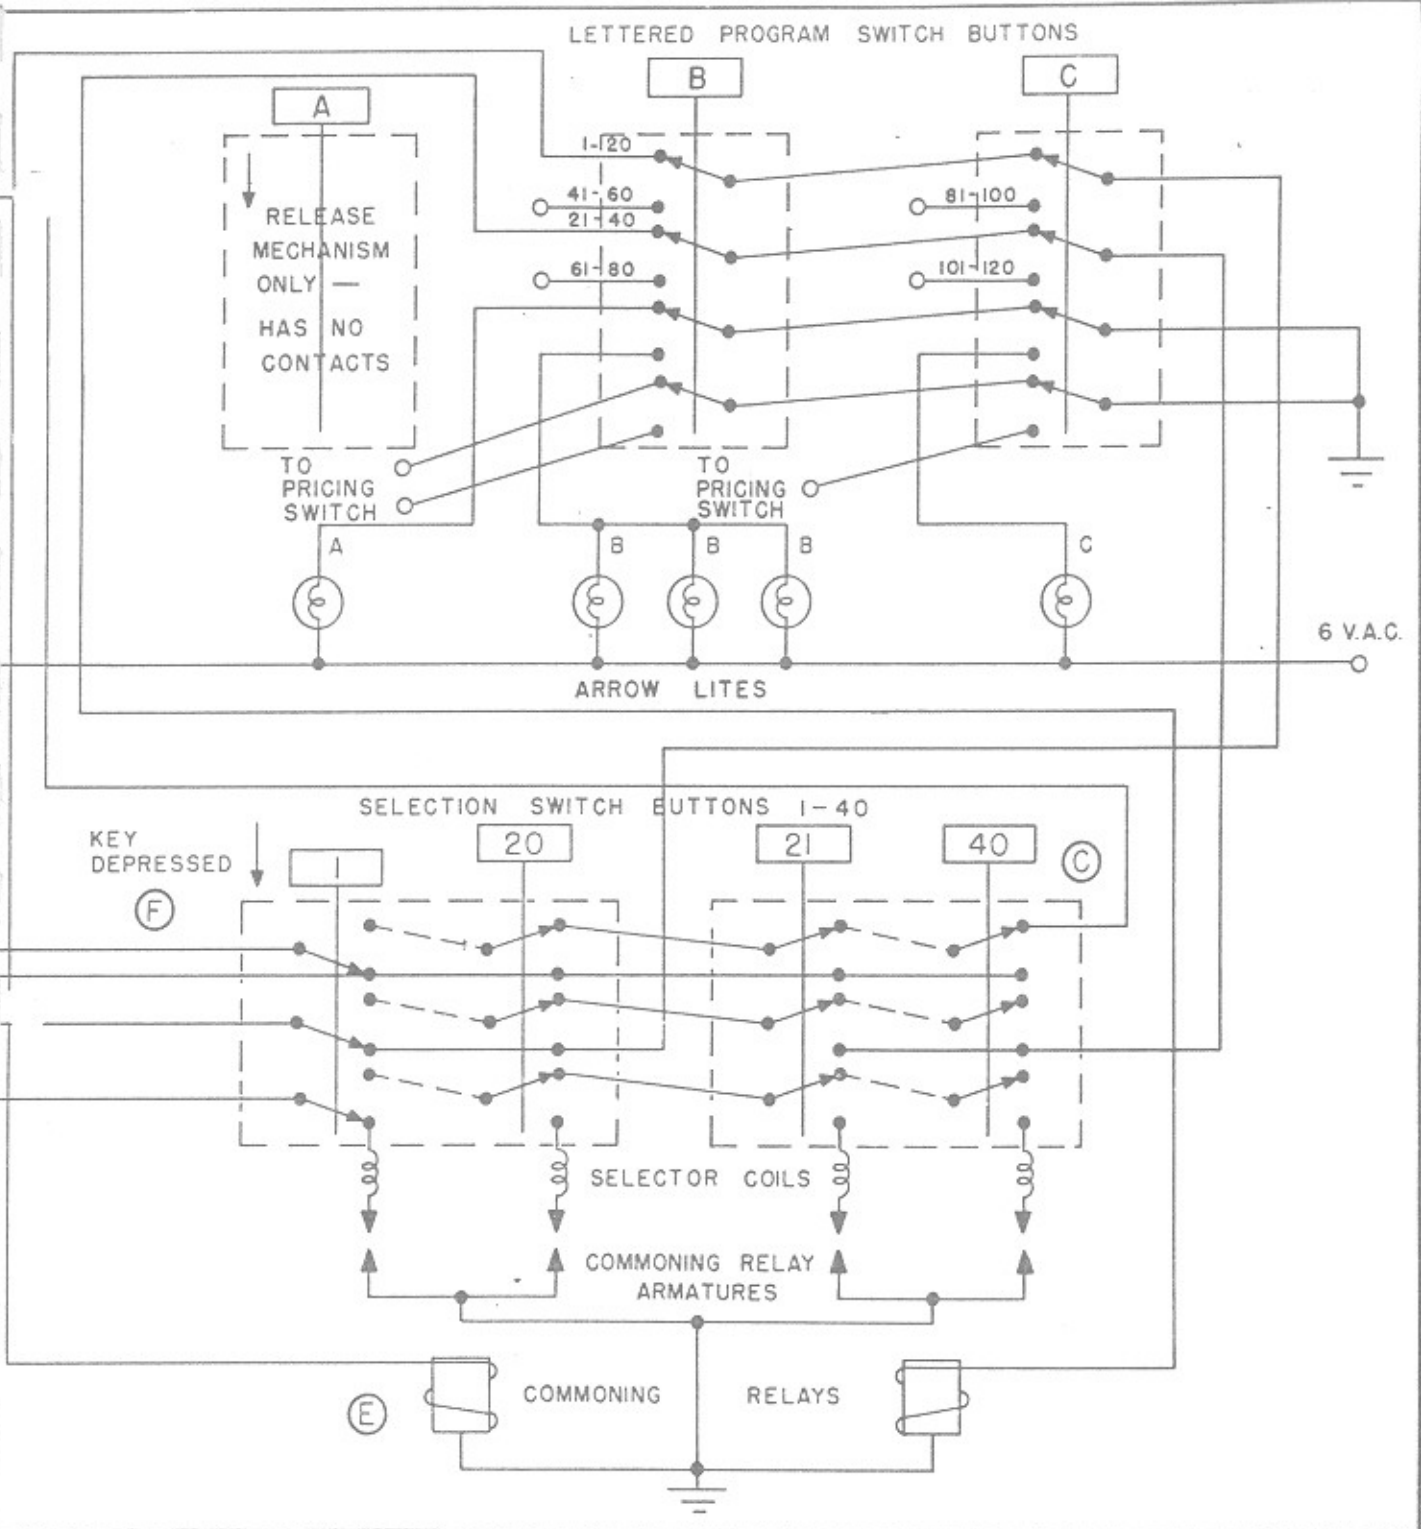 LETTERED PROGRAM SWITCH BUTTONS
A
B
C
1-20
41-60
21-40
61-80
81-100
101-120
RELEASE
MECHANISM
ONLY —
HAS NO
CONTACTS
TO
PRICING
SWITCH
TO
PRICING
SWITCH
A
B
B
B
C
6 V.A.C.
ARROW LITES
SELECTION SWITCH BUTTONS 1-40
KEY
DEPRESSED
F
1
20
21
40
C
SELECTOR COILS
COMMONING RELAY
ARMATURES
E
COMMONING RELAYS